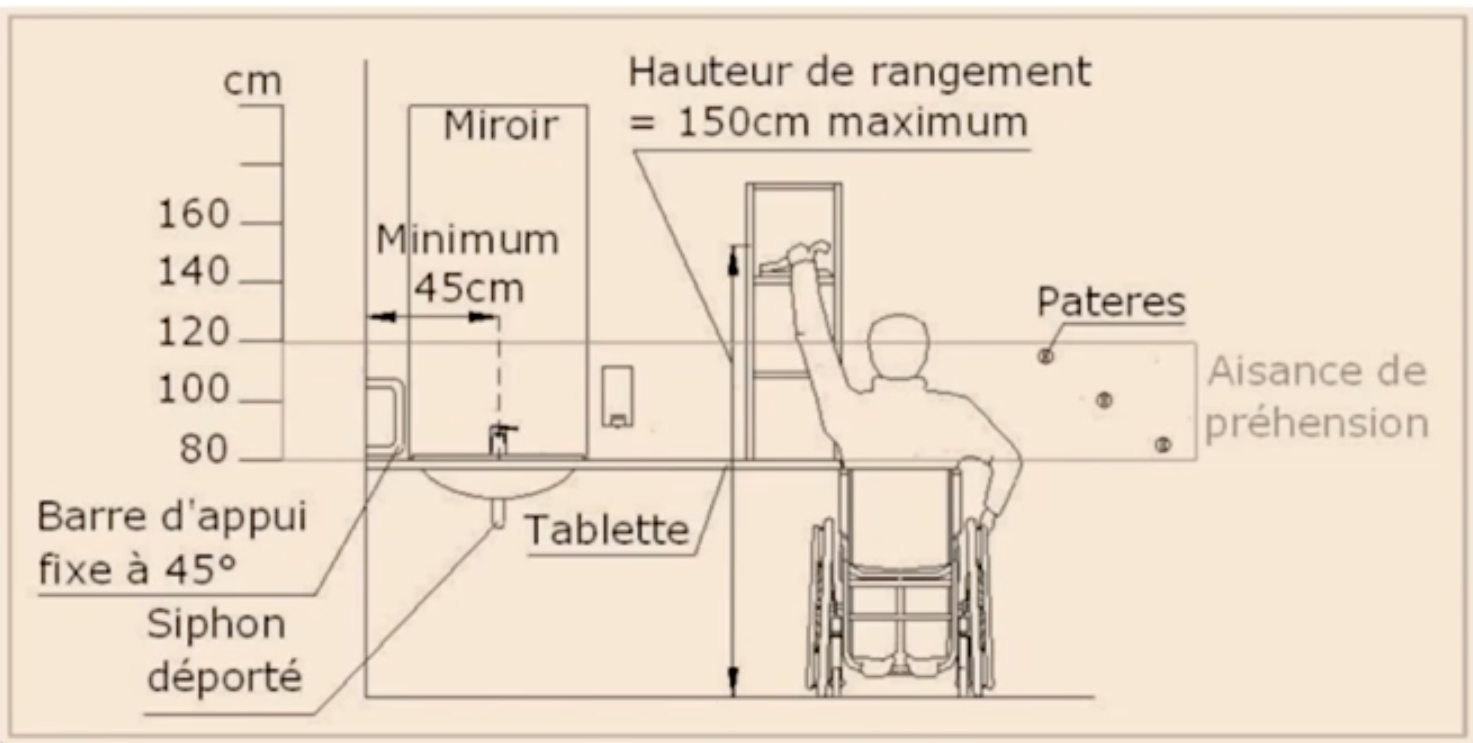 cm
160
140
120
100
80
Miroir
Minimum
45cm
Hauteur de rangement
= 150cm maximum
Pateres
Aisance de
préhension
Barre d'appui
fixe à 45°
Siphon
déporté
Tablette